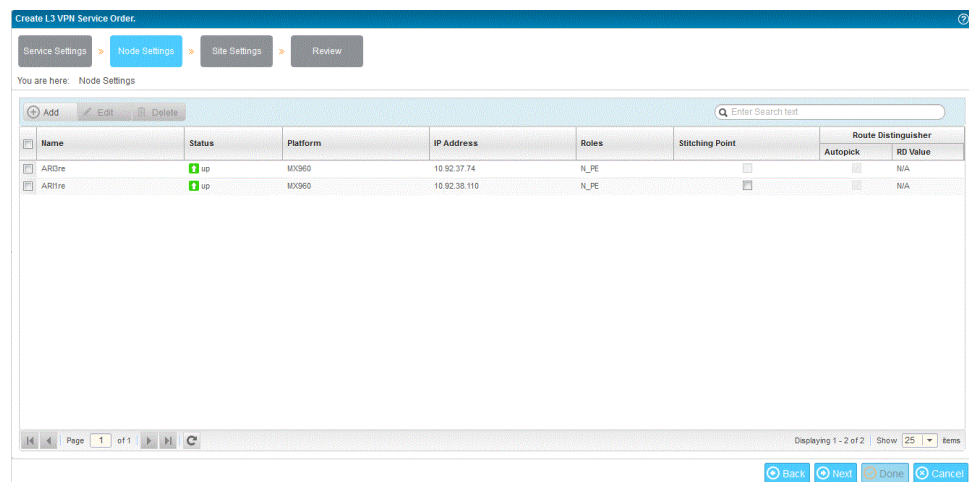 Create L3 VPN Service Order.
Service Settings » Node Settings » Site Settings » Review
You are here: Node Settings
Add Edit Delete
Enter Search text
Name Status Platform IP Address Roles Stitching Point Route Distinguisher
Autopick RD Value
ARI3re up MX960 10.92.37.74 N_PE N/A
ARI1re up MX960 10.92.38.110 N_PE N/A
Page 1 of 1 Displaying 1 - 2 of 2 Show 25 items
Back Next Done Cancel